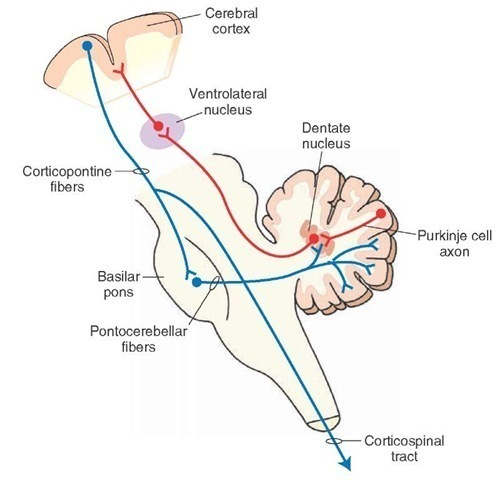 Cerebral
cortex
Ventrolateral
nucleus
Dentate
nucleus
Corticopontine
fibers
Purkinje cell
axon
Basilar
pons
Pontocerebellar
fibers
Corticospinal
tract